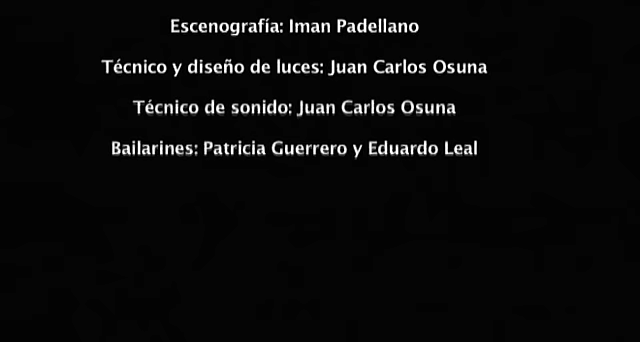 Escenografía: Iman Padellano
Técnico y diseño de luces: Juan Carlos Osuna
Técnico de sonido: Juan Carlos Osuna
Bailarines: Patricia Guerrero y Eduardo Leal